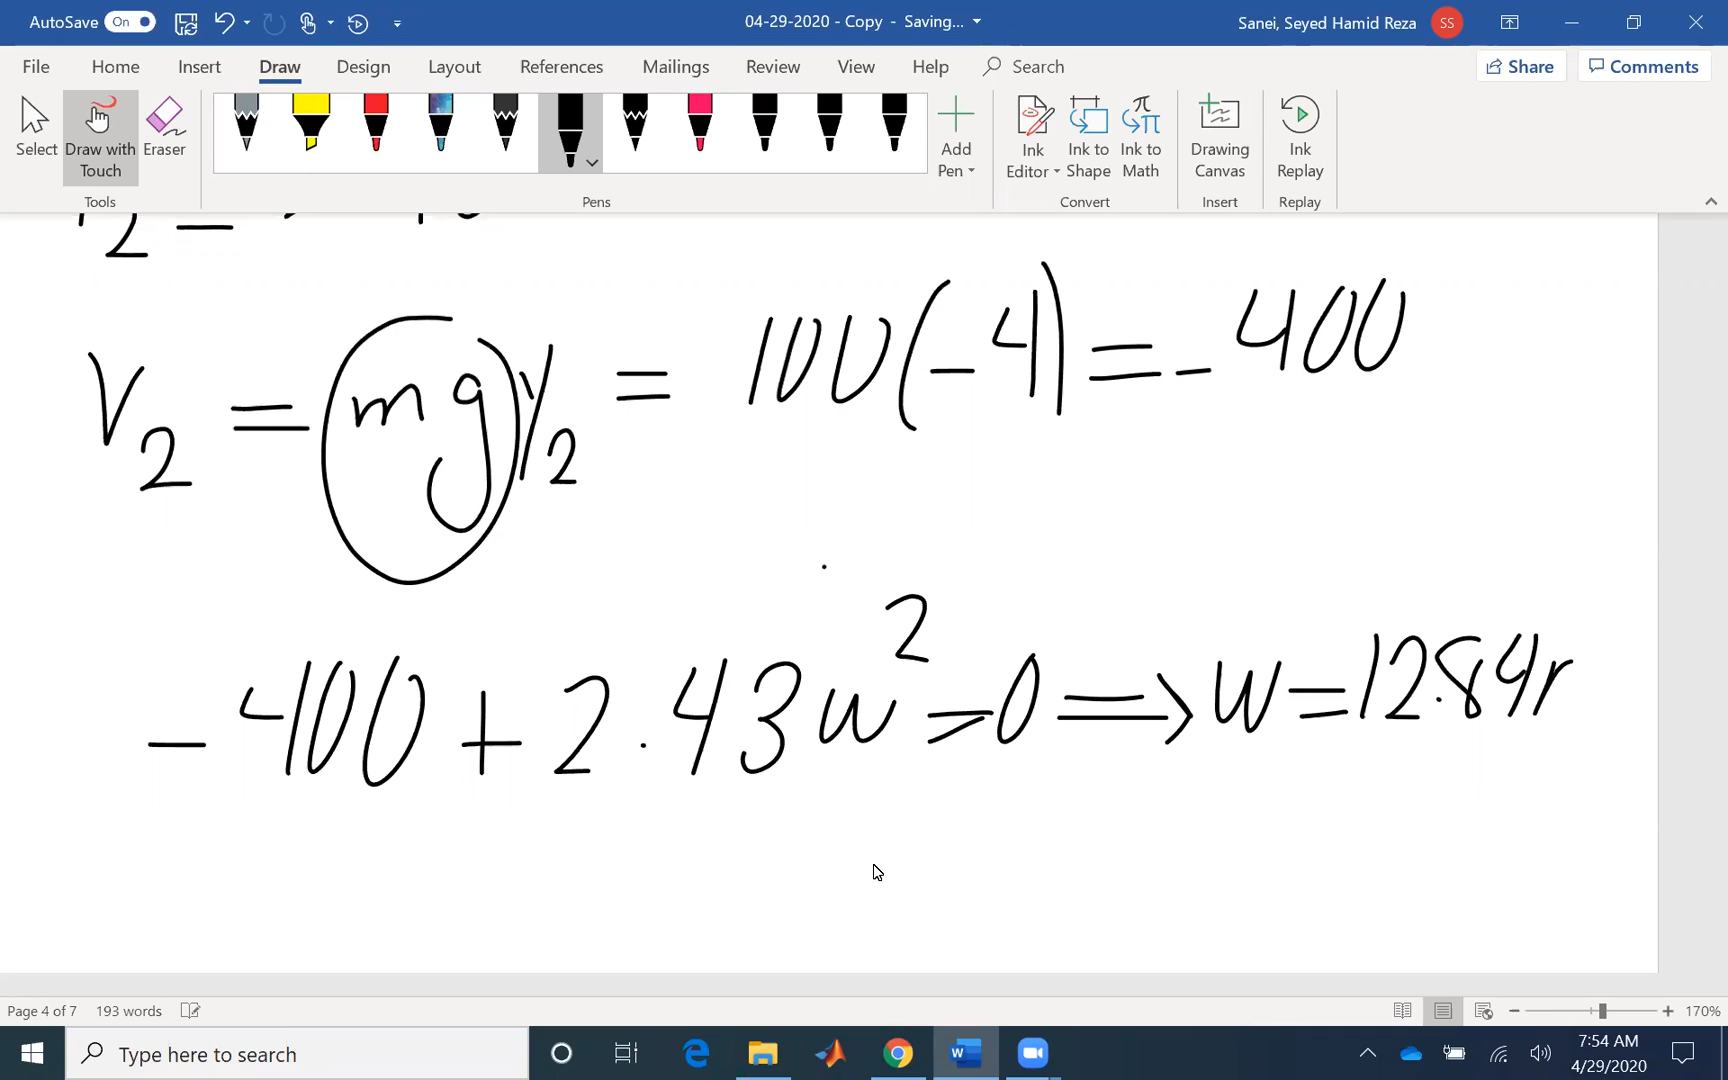 AutoSave On 04-29-2020 - Copy - Saving... Sanei, Seyed Hamid Reza SS
File Home Insert Draw Design Layout References Mailings Review View Help Search Share Comments
Select Draw with Touch Eraser Add Pen Ink Editor Ink to Shape Ink to Math Drawing Canvas Ink Replay
Tools Pens Convert Insert Replay
V₂ = mgy₂ = 100(-4) = -400
-400 + 2.43w² = 0 ⟹ w = 12.84r
Page 4 of 7 193 words 170%
Type here to search 7:54 AM
4/29/2020